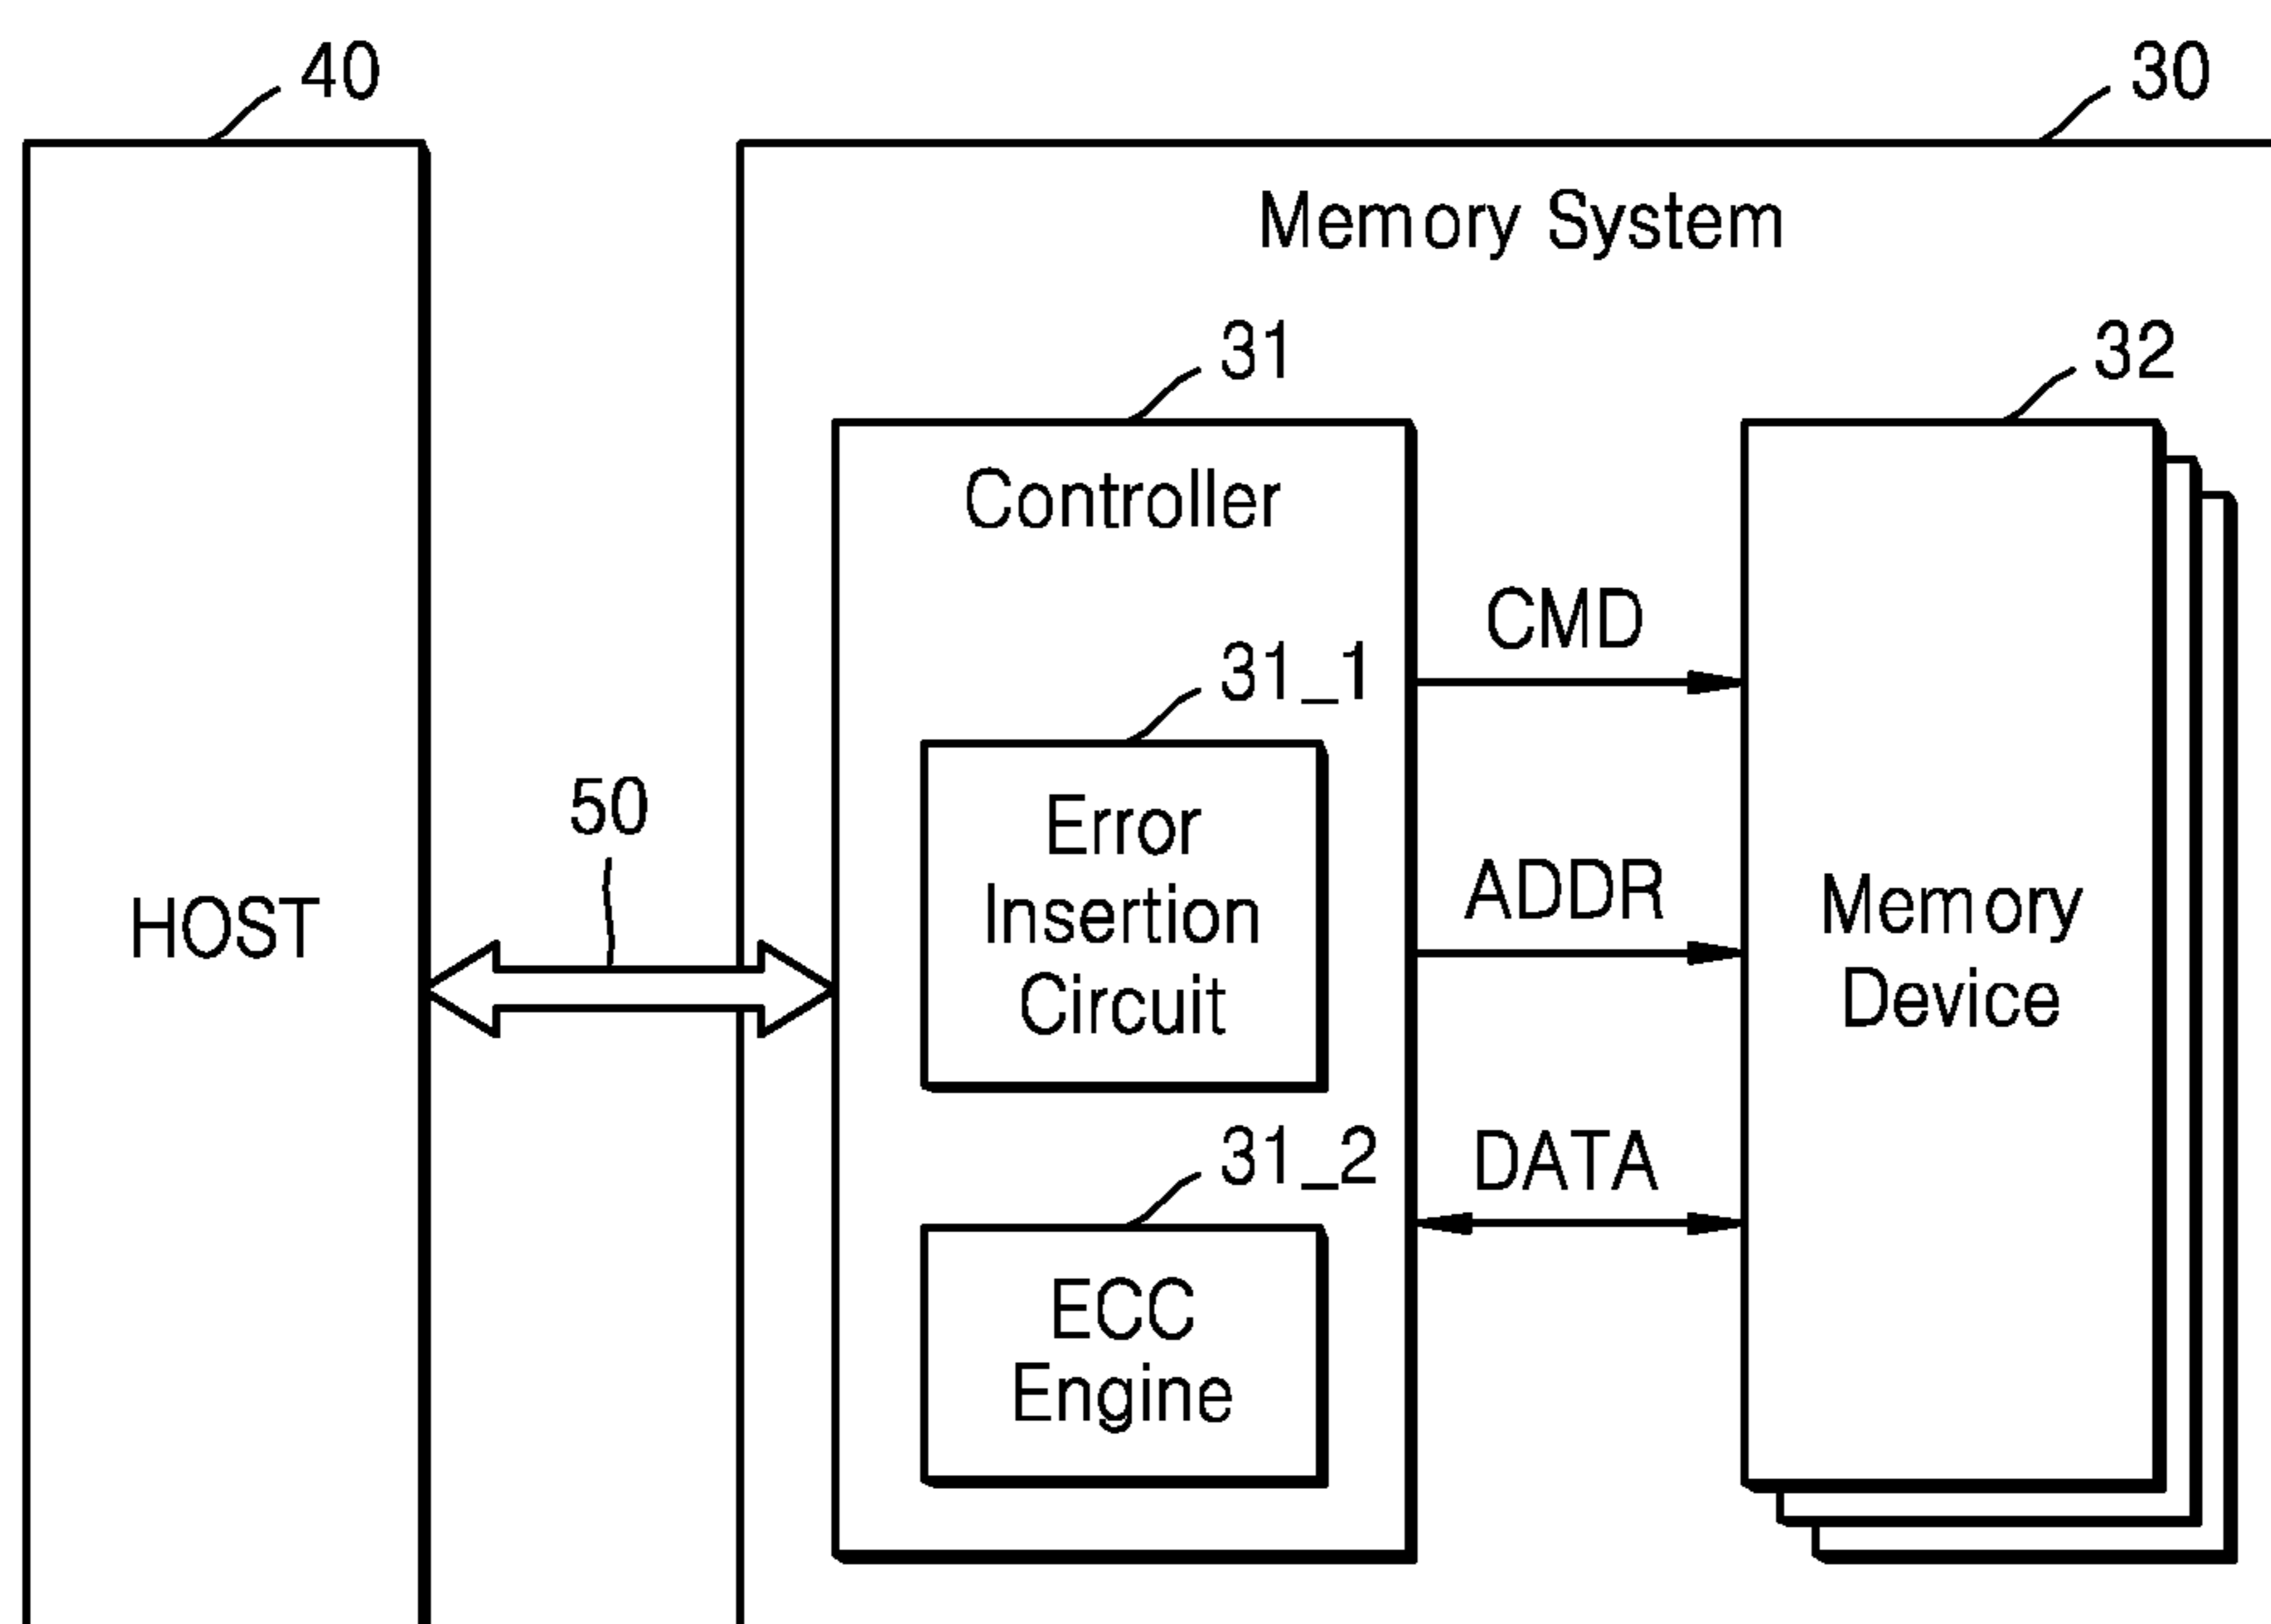 40
30
Memory System
31
32
Controller
CMD
31_1
50
Error
Insertion
Circuit
ADDR
HOST
Memory
Device
31_2
DATA
ECC
Engine